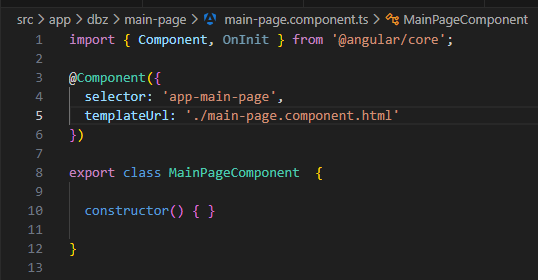 src > app > dbz > main-page > main-page.component.ts > MainPageComponent
1 import { Component, OnInit } from '@angular/core';
2
3 @Component({
4 selector: 'app-main-page',
5 templateUrl: './main-page.component.html'
6 })
7
8 export class MainPageComponent  {
9
10 constructor() { }
11
12 }
13